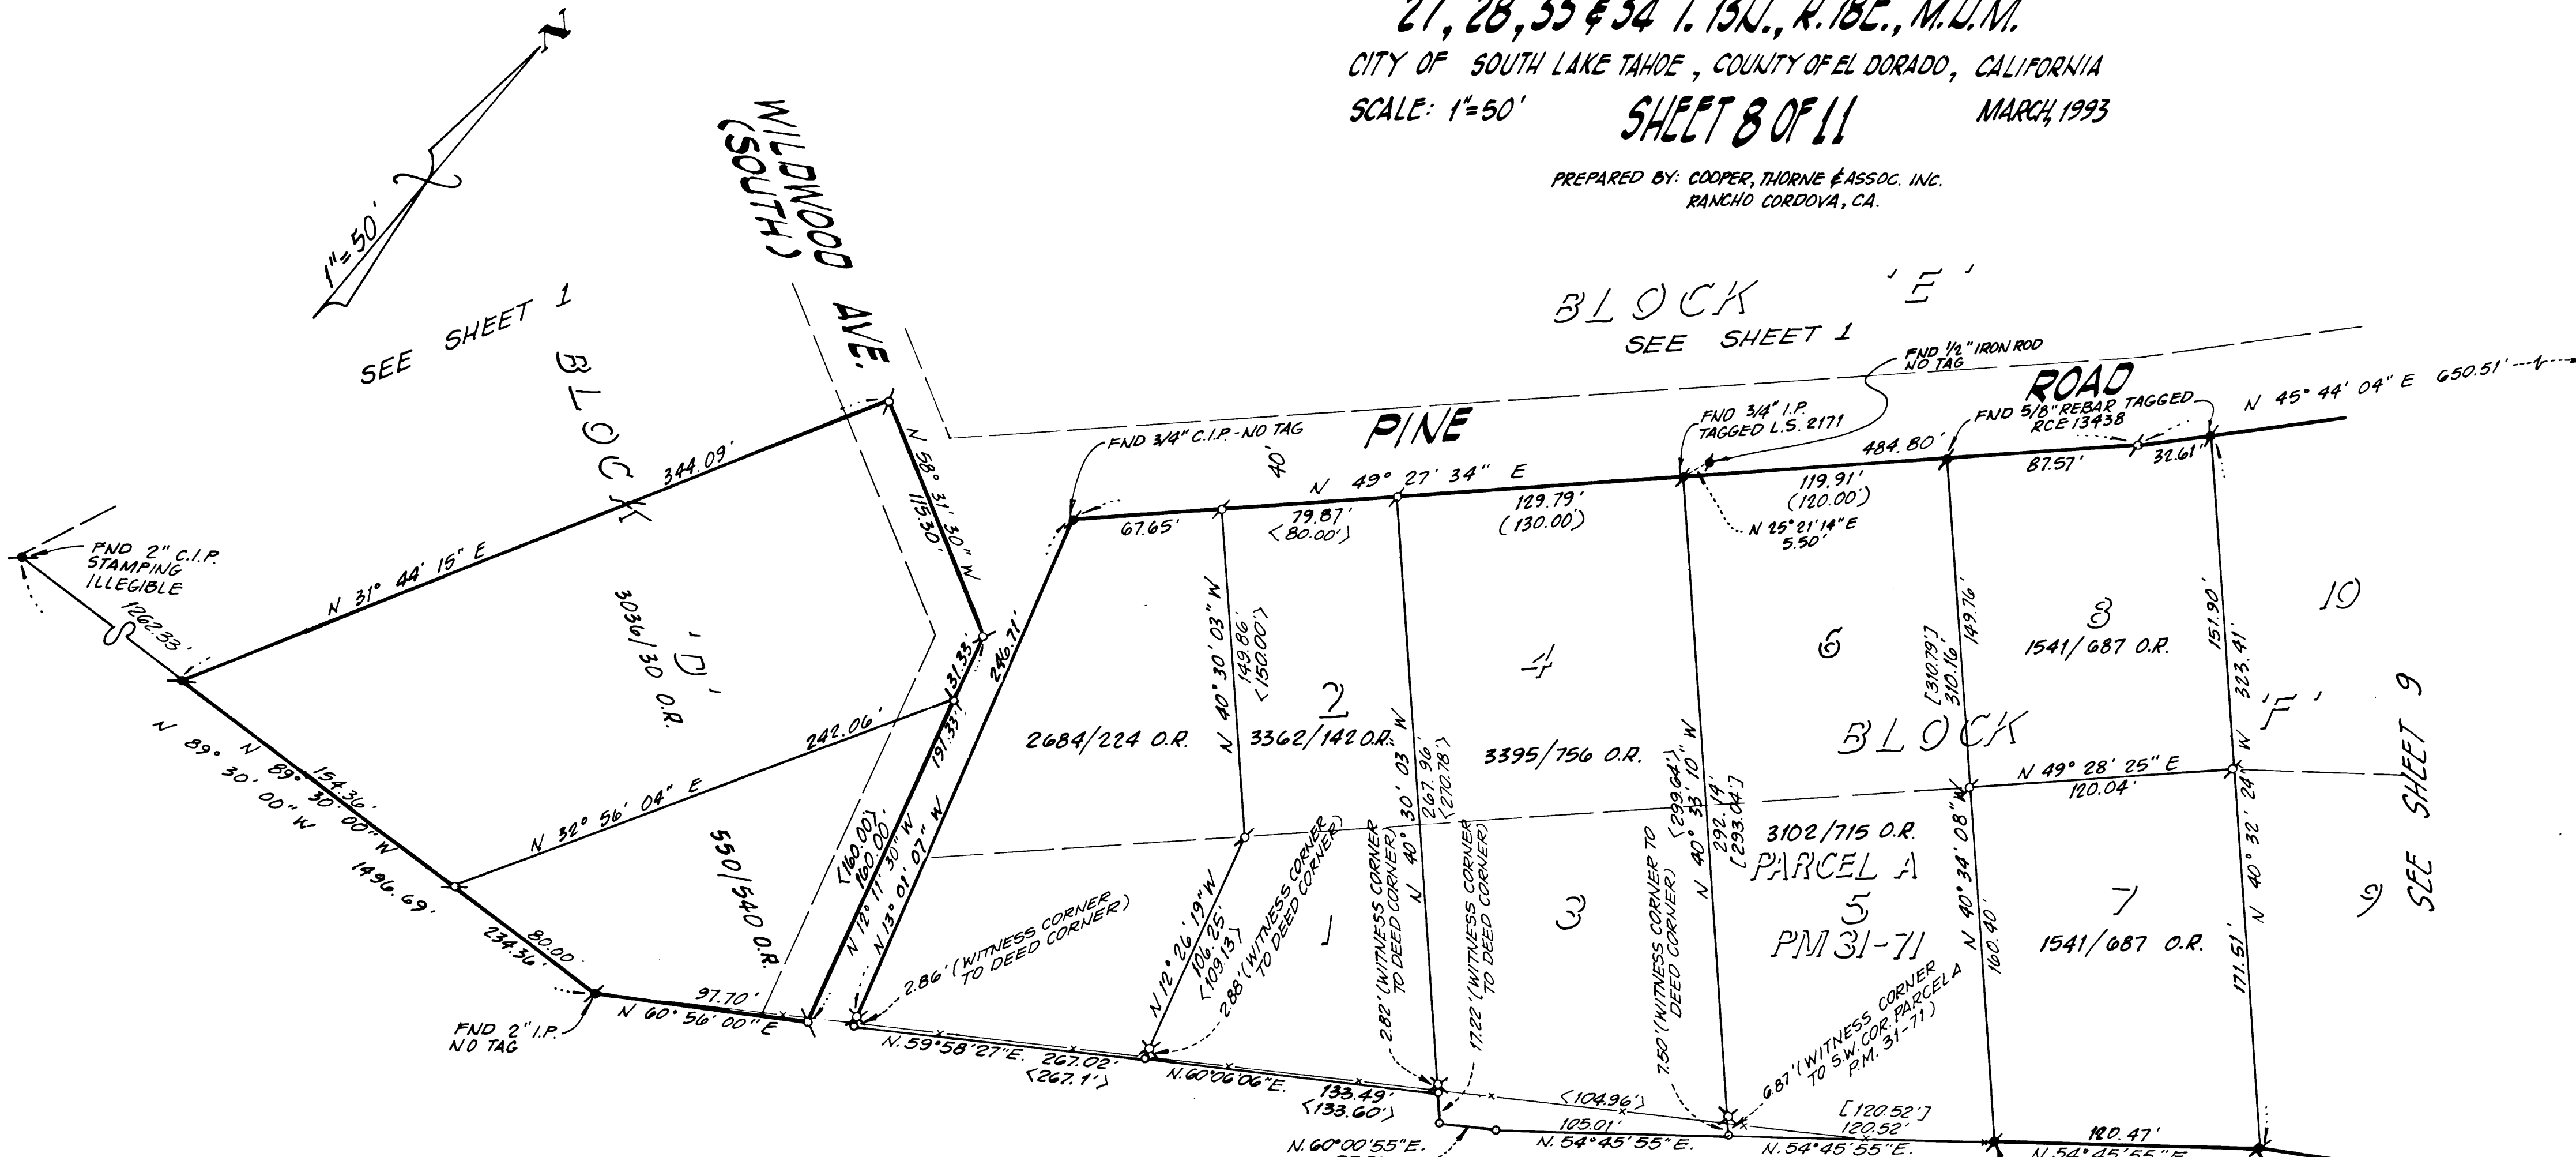 27, 28, 33 & 34 T. 13N., R. 18E., M.D.M.
CITY OF SOUTH LAKE TAHOE, COUNTY OF EL DORADO, CALIFORNIA
SCALE: 1"=50'
SHEET 8 OF 11
MARCH, 1993
PREPARED BY: COOPER, THORNE & ASSOC. INC.
RANCHO CORDOVA, CA.
N
1"=50'
SEE SHEET 1
BLOCK
'D'
WILDWOOD AVE.
(SOUTH)
BLOCK 'E'
SEE SHEET 1
PINE
ROAD
FND 1/2" IRON ROD
NO TAG
FND 3/4" I.P.
TAGGED L.S. 2171
FND 5/8" REBAR TAGGED
RCE 13438
N 45° 44' 04" E 650.51'
FND 3/4" C.I.P. - NO TAG
40'
N 49° 27' 34" E
484.80'
67.65'
79.87'
<80.00'>
129.79'
(130.00')
119.91'
(120.00')
87.57'
32.61'
N 25° 21' 14" E
5.50'
344.09'
N 31° 44' 15" E
N 58° 31' 30" W
115.30'
FND 2" C.I.P.
STAMPING
ILLEGIBLE
1262.33'
3036/30 O.R.
N 89° 30' 00" W
154.36'
N 89° 30' 00" W
1496.69'
242.06'
N 32° 56' 04" E
80.00'
234.36'
550/540 O.R.
FND 2" I.P.
NO TAG
97.70'
N 60° 56' 00" E
31.33'
191.33'
<160.00'>
160.00'
N 12° 11' 30" W
246.71'
N 13° 01' 07" W
2.86' (WITNESS CORNER
TO DEED CORNER)
2684/224 O.R.
N 40° 30' 03" W
149.86'
<150.00'>
2
3362/142 O.R.
N 12° 26' 19" W
106.25'
<109.13'>
2.88' (WITNESS CORNER
TO DEED CORNER)
1
N 40° 30' 03" W
267.96'
<270.78'>
2.82' (WITNESS CORNER
TO DEED CORNER)
17.22' (WITNESS CORNER
TO DEED CORNER)
4
3395/756 O.R.
3
<299.64'>
N 40° 33' 10" W
292.14'
[293.04']
7.50' (WITNESS CORNER TO
DEED CORNER)
6
BLOCK
'F'
3102/715 O.R.
PARCEL A
5
PM 31-71
6.87' (WITNESS CORNER
TO S.W. COR. PARCEL A
P.M. 31-71)
149.76'
[310.79']
310.16'
N 40° 34' 08" W
160.40'
8
1541/687 O.R.
N 49° 28' 25" E
120.04'
7
1541/687 O.R.
151.90'
323.41'
N 40° 32' 24" W
171.51'
10
9
SEE SHEET 9
N. 59° 58' 27" E. 267.02'
<267.1'>
N. 60° 06' 06" E. 133.49'
<133.60'>
N. 60° 00' 55" E.
<104.96'>
105.01'
N. 54° 45' 55" E.
[120.52']
120.52'
N. 54° 45' 55" E.
120.47'
N. 54° 45' 55" E